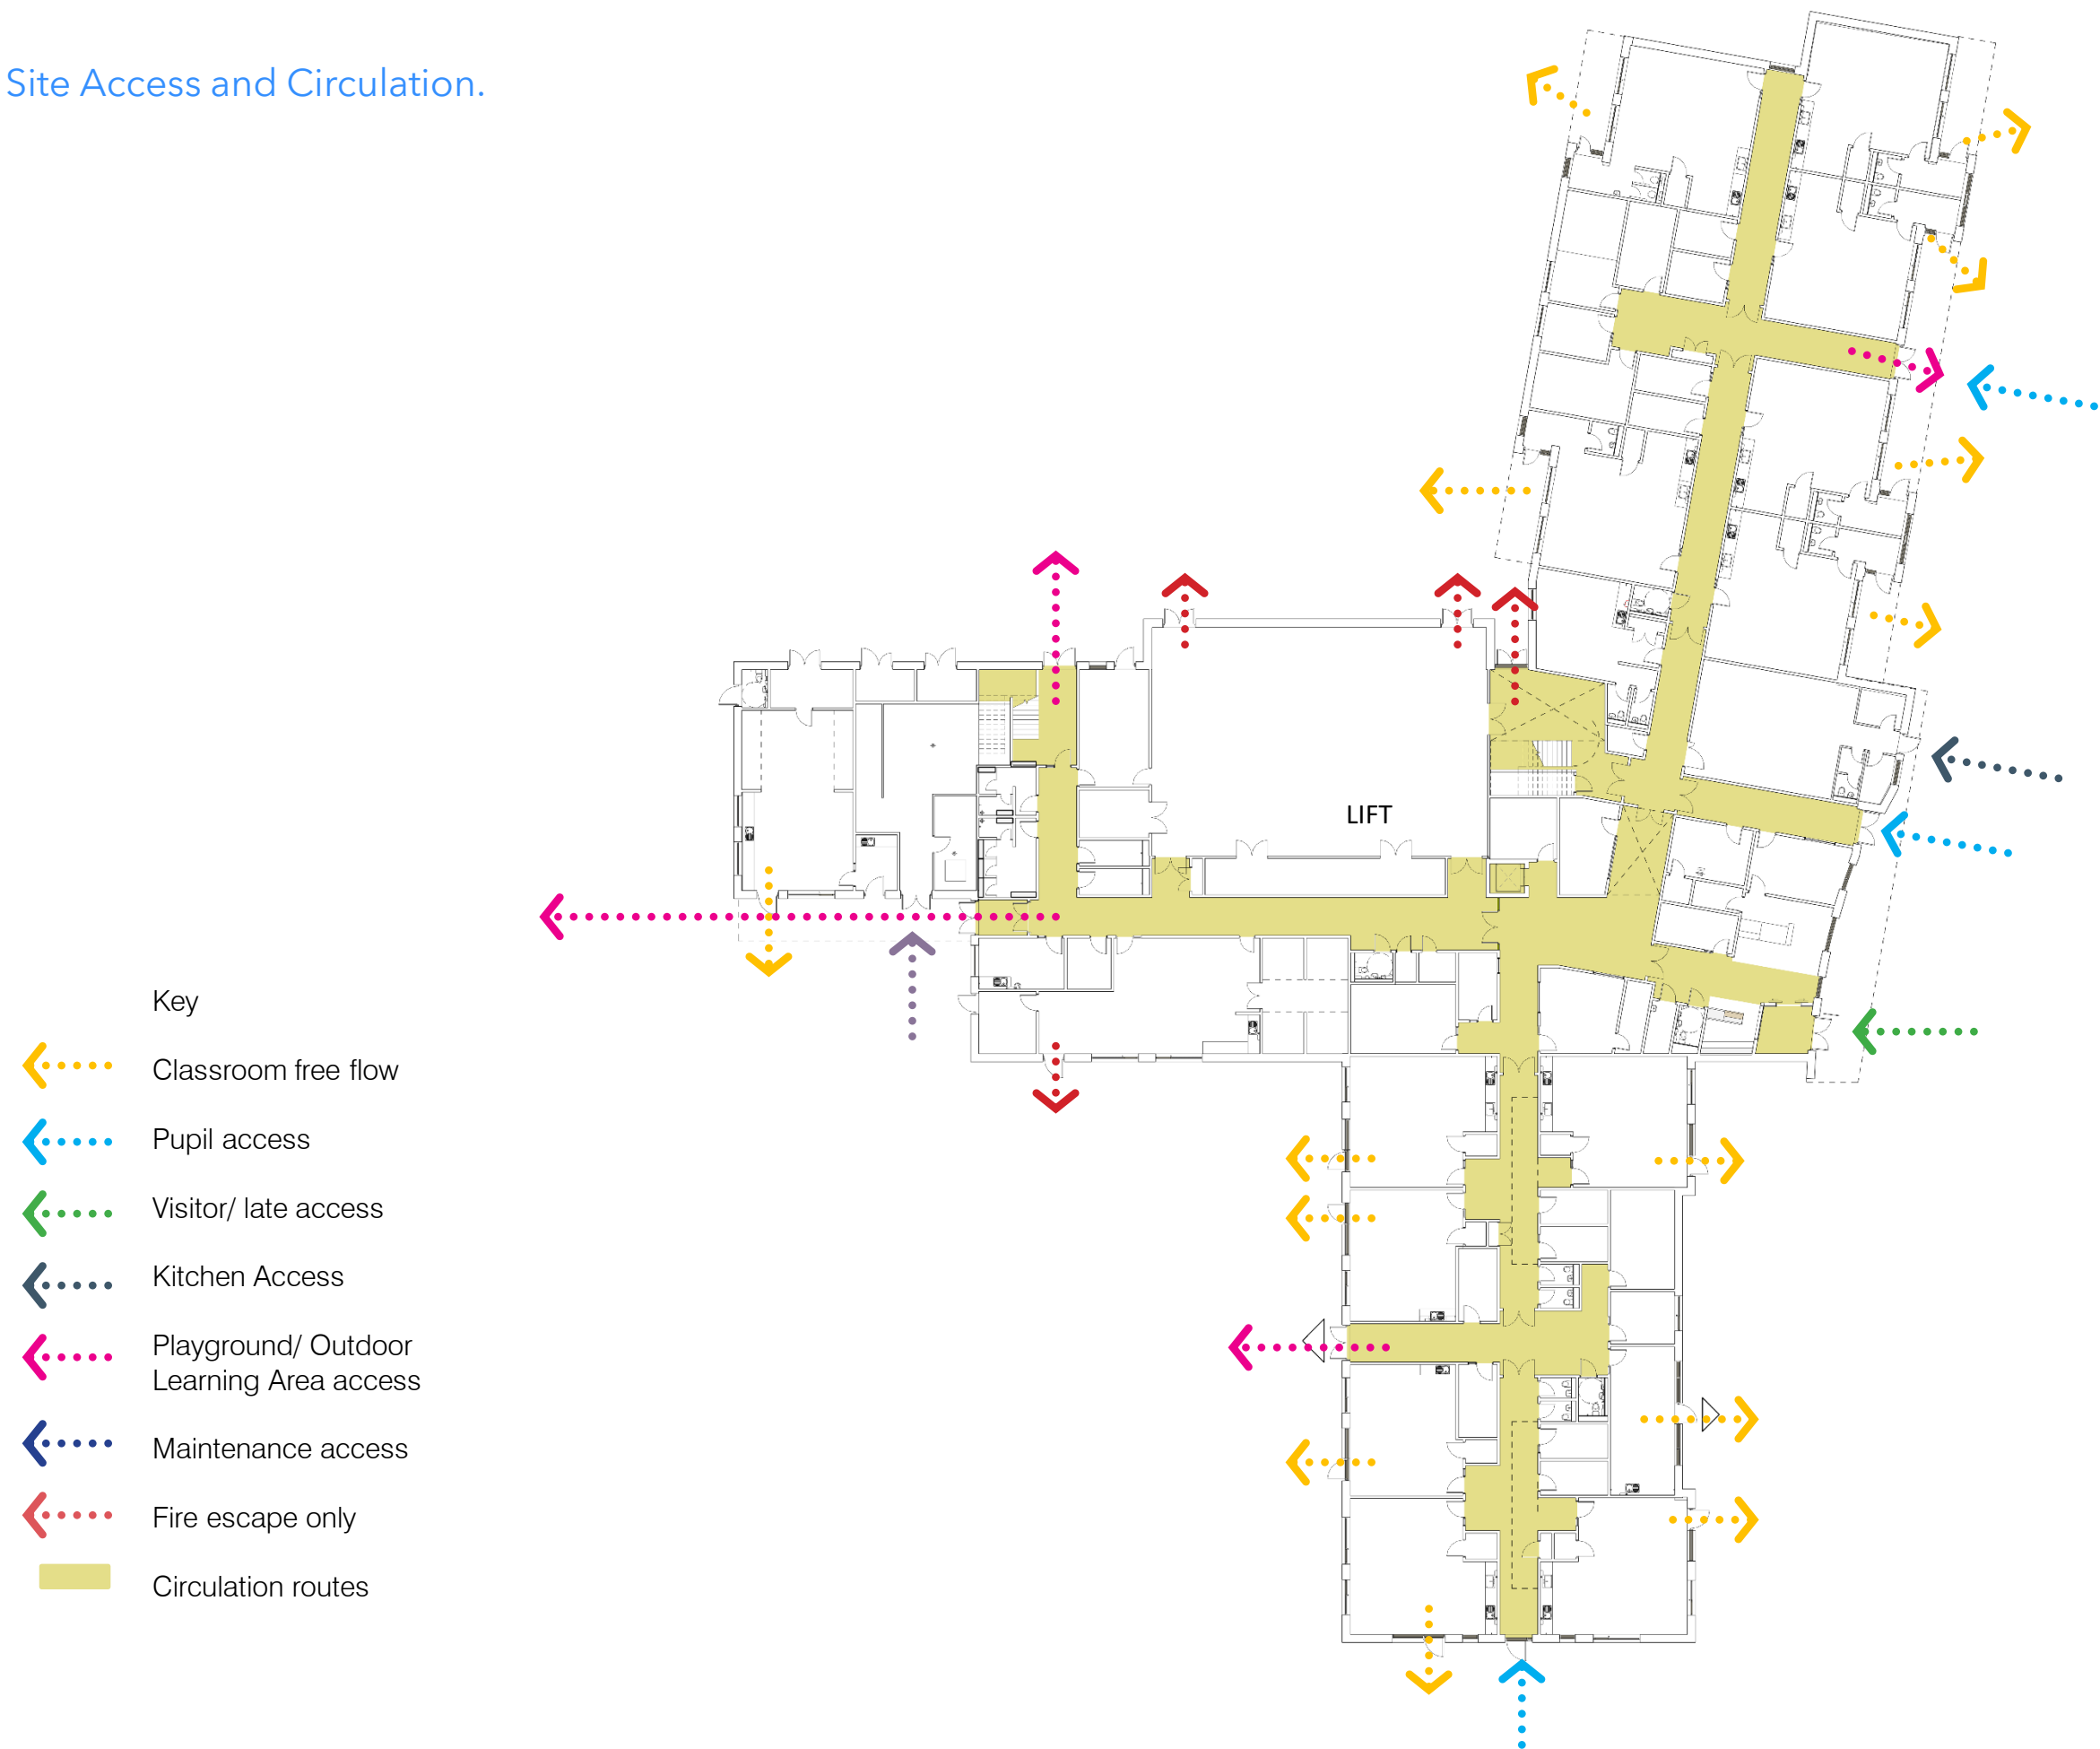 Site Access and Circulation.
LIFT
Key
Classroom free flow
Pupil access
Visitor/ late access
Kitchen Access
Playground/ Outdoor
Learning Area access
Maintenance access
Fire escape only
Circulation routes